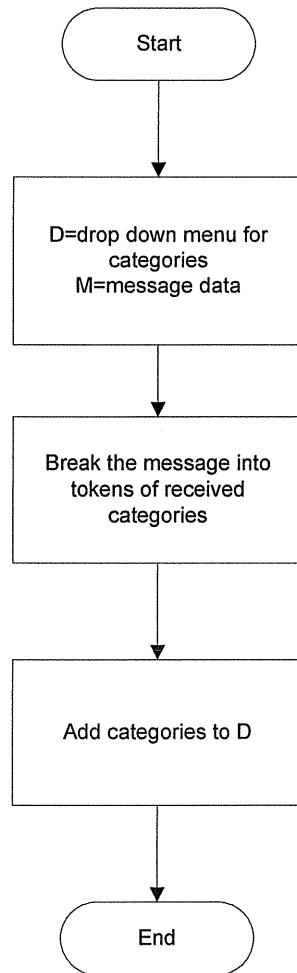 Start
D=drop down menu for
categories
M=message data
Break the message into
tokens of received
categories
Add categories to D
End